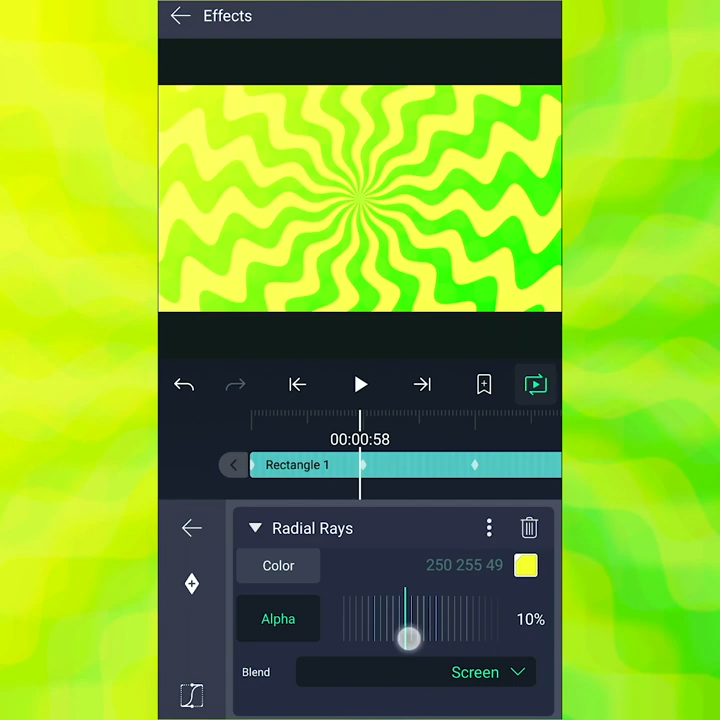 Effects
00:00:58
Rectangle 1
Radial Rays
Color 250 255 49
Alpha 10%
Blend Screen